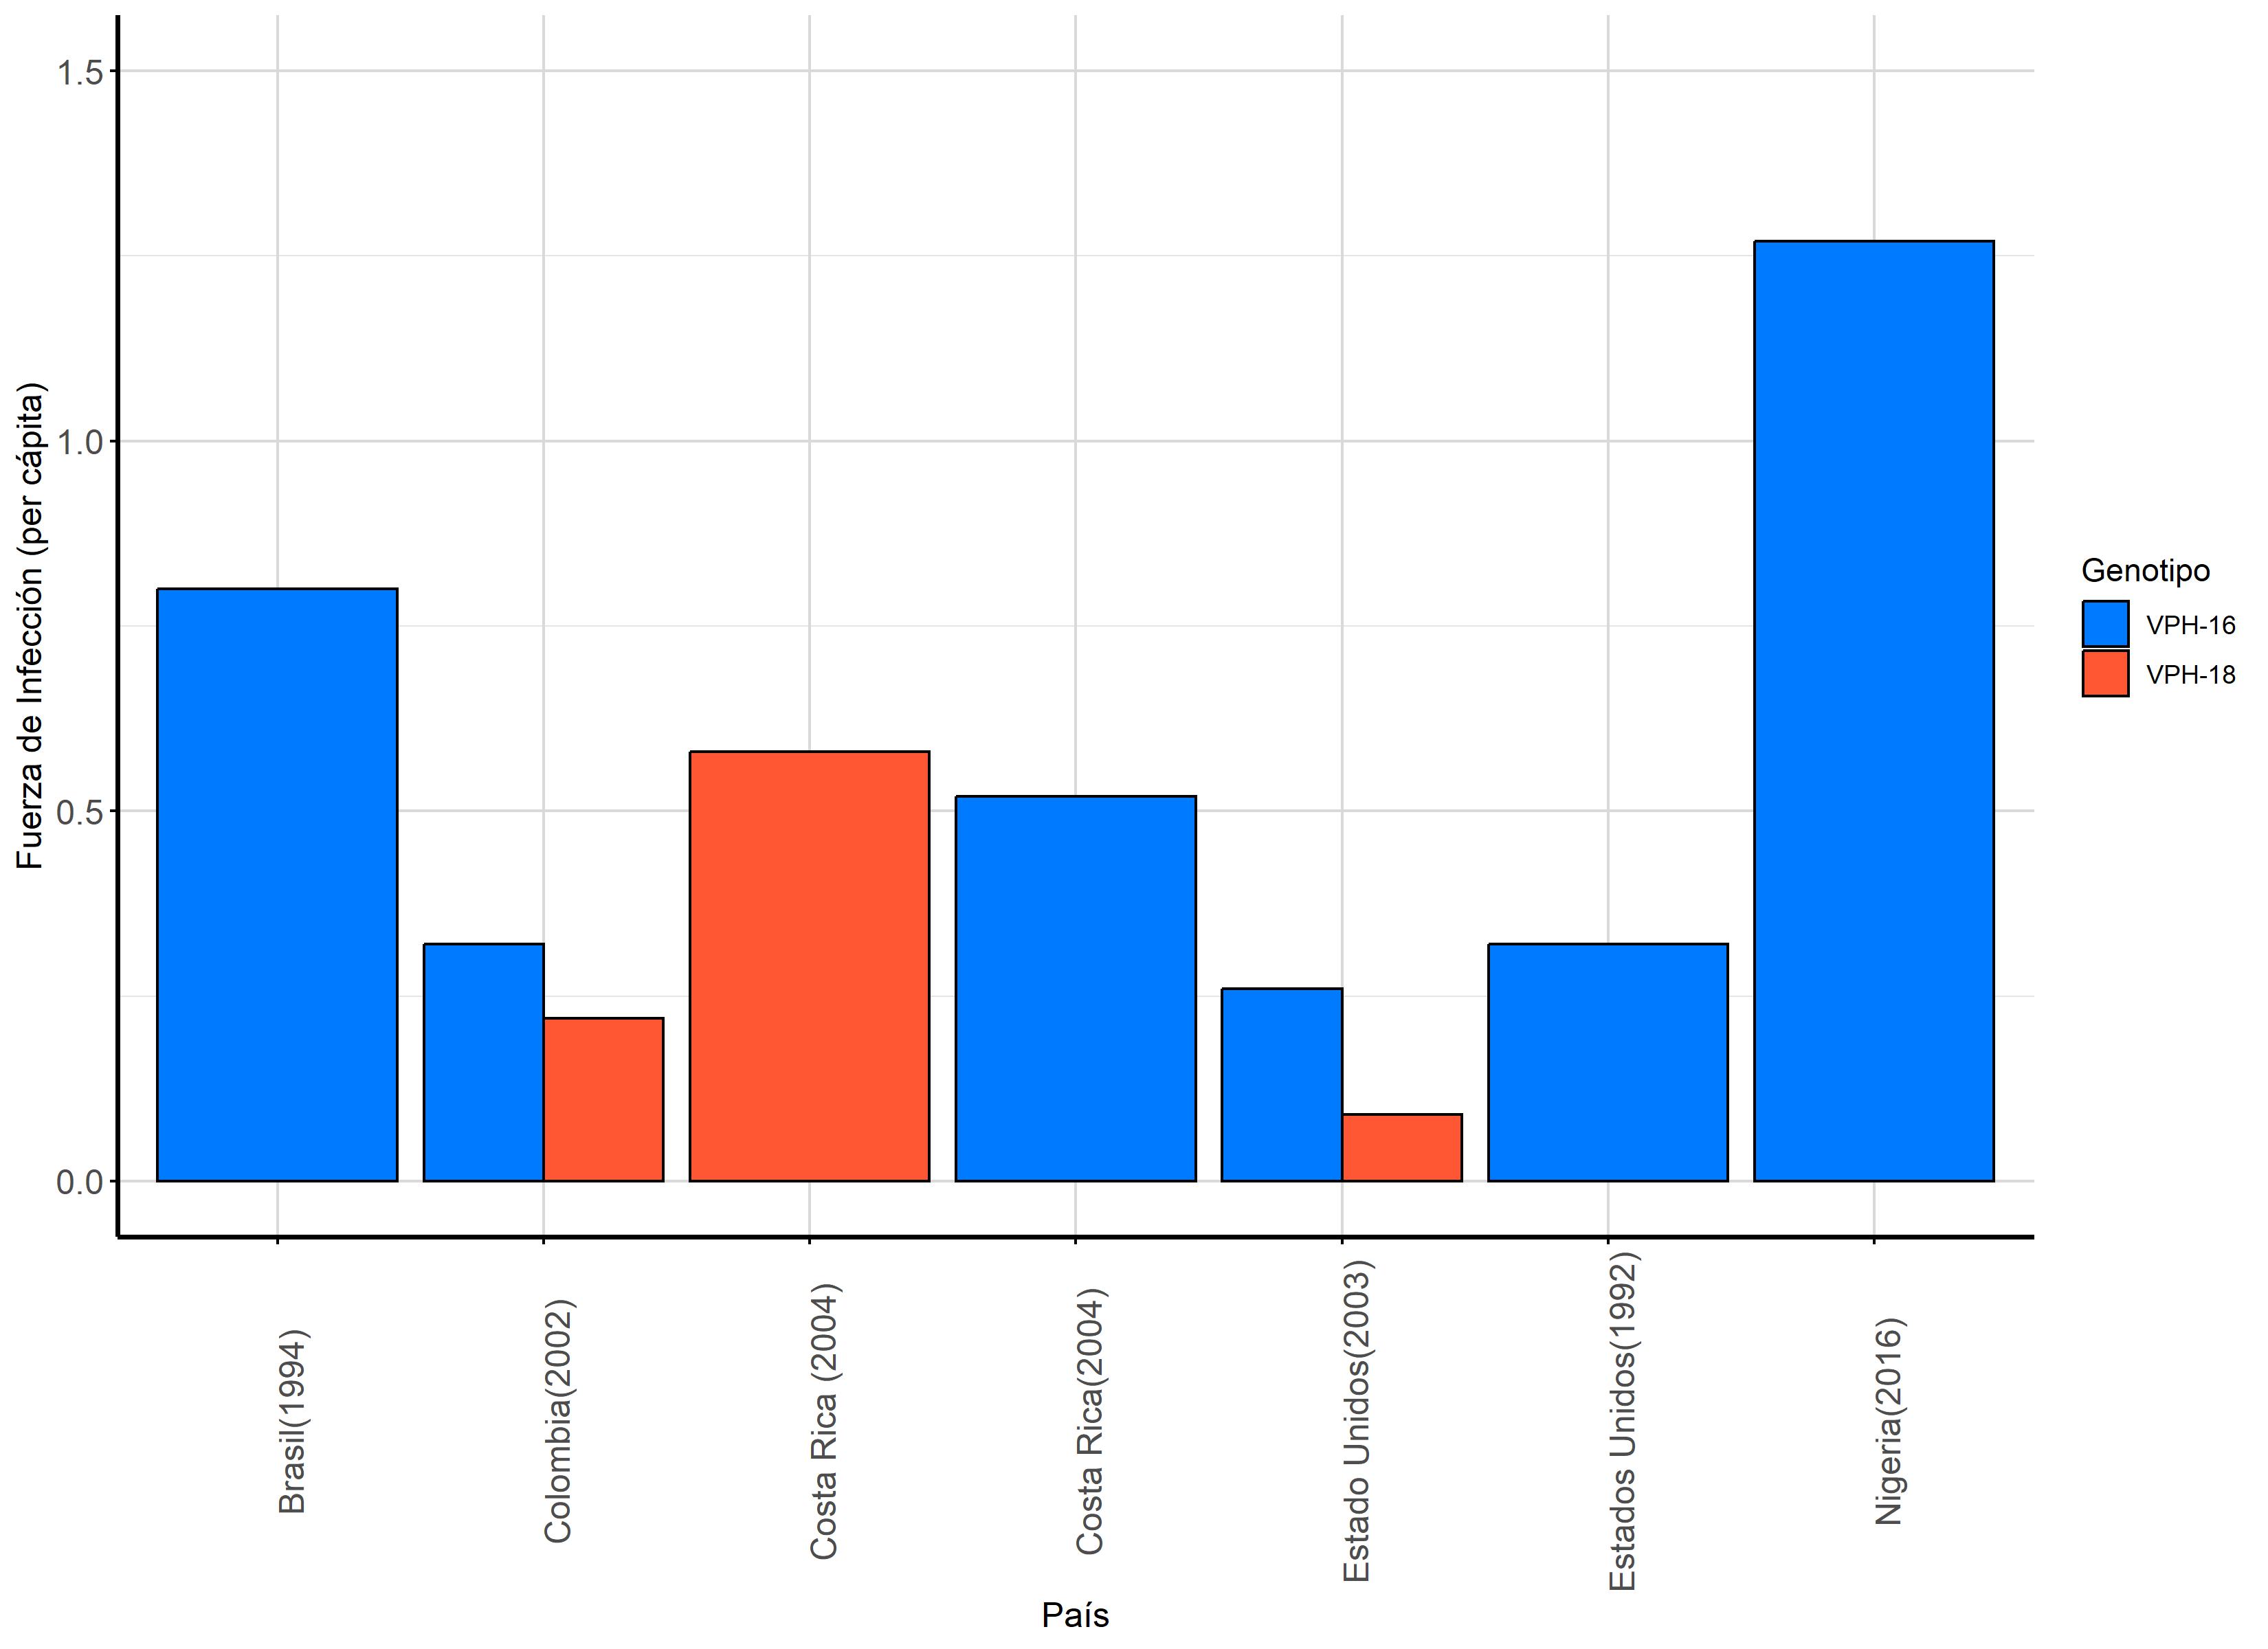 Fuerza de Infección (per cápita)
1.5
1.0
0.5
0.0
Brasil(1994)
Colombia(2002)
Costa Rica (2004)
Costa Rica(2004)
Estado Unidos(2003)
Estados Unidos(1992)
Nigeria(2016)
País
Genotipo
VPH-16
VPH-18